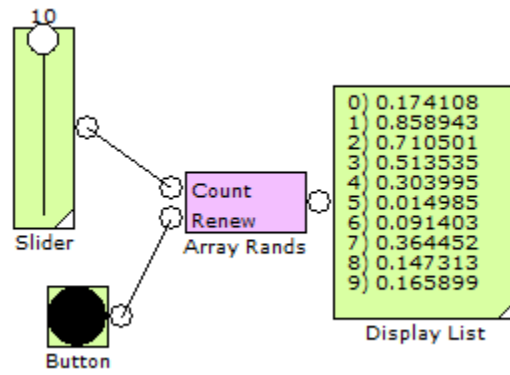 10
Slider
Button
Count
Renew
Array Rands
0) 0.174108
1) 0.858943
2) 0.710501
3) 0.513535
4) 0.303995
5) 0.014985
6) 0.091403
7) 0.364452
8) 0.147313
9) 0.165899
Display List